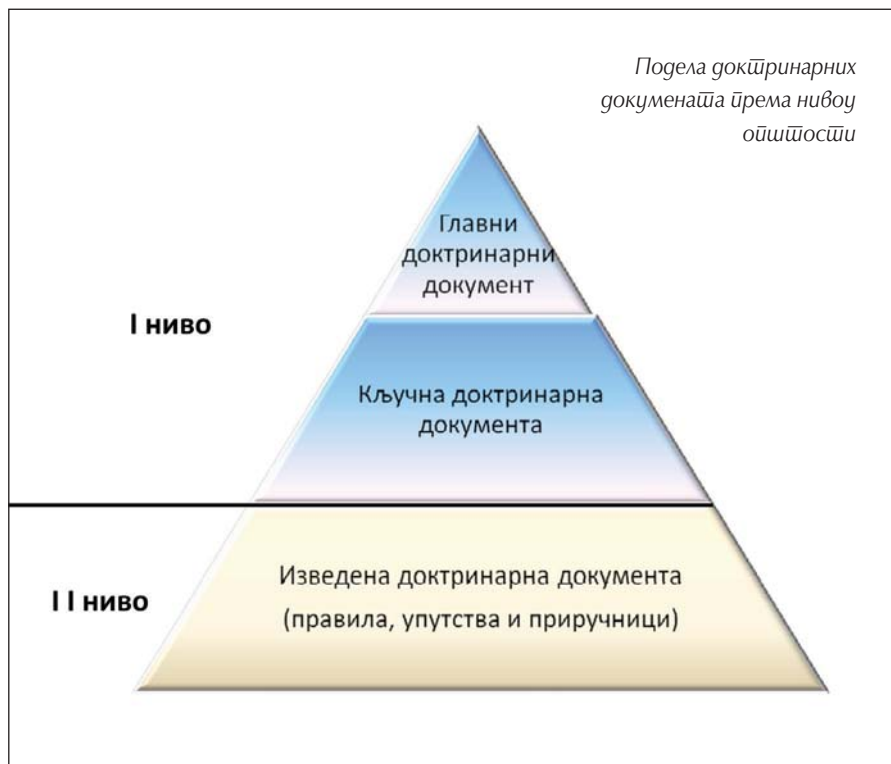 Подела доктринарних
докумената према нивоу
општости
Главни
доктринарни
документ
I ниво
Кључна доктринарна
документа
Изведена доктринарна документа
(правила, упутства и приручници)
I I ниво